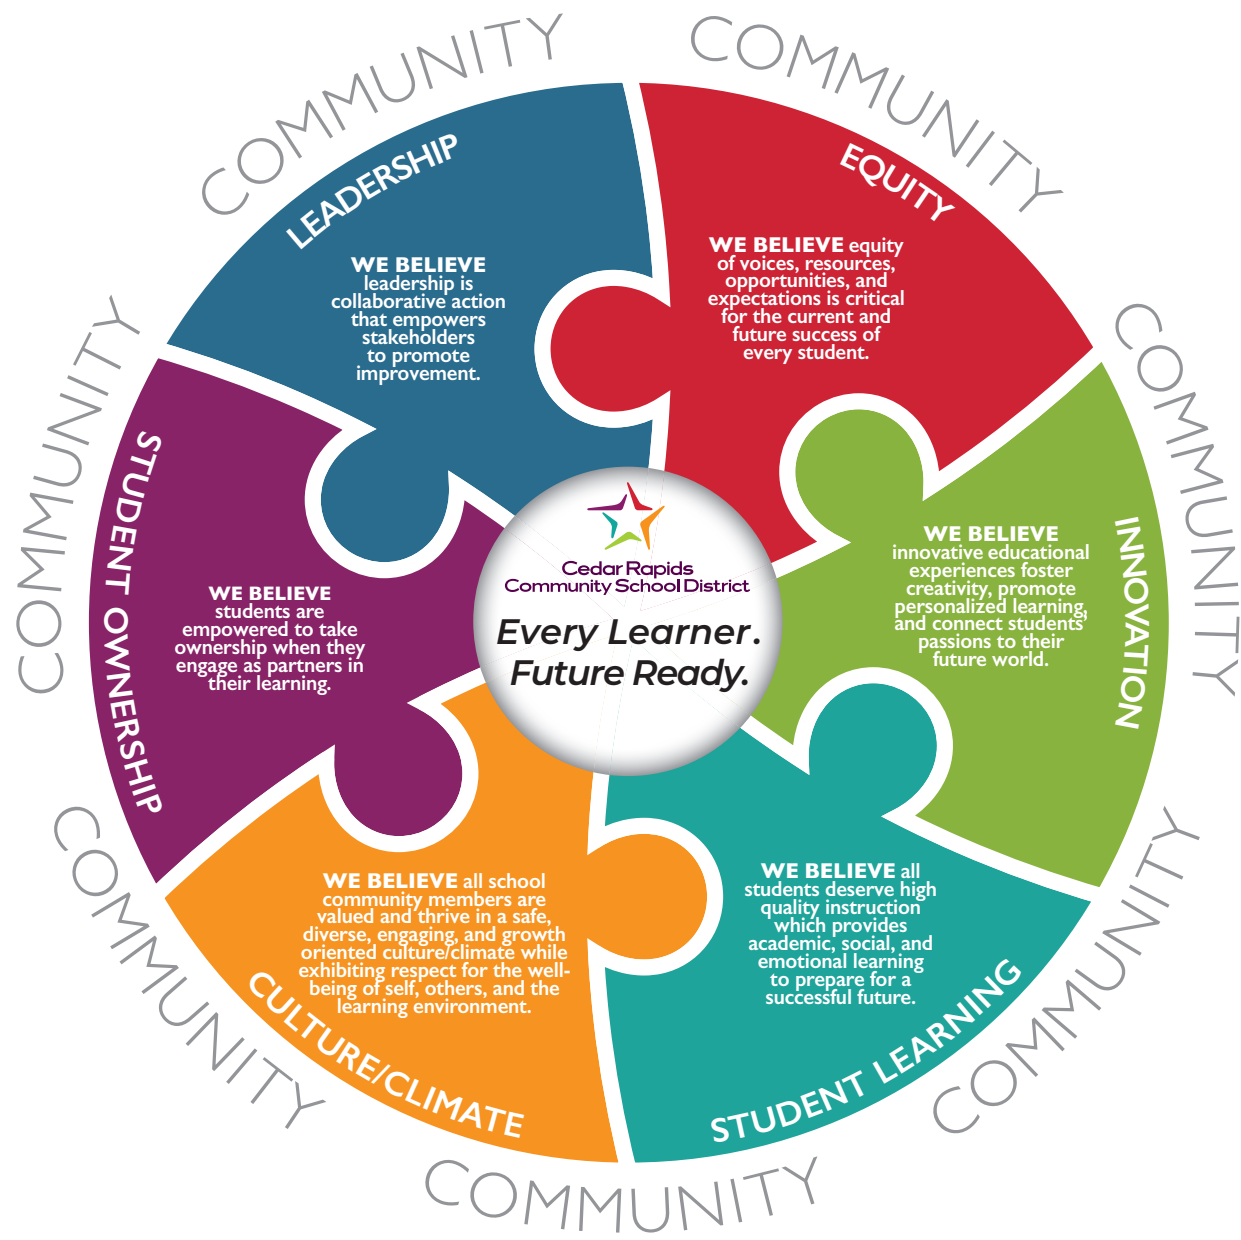 COMMUNITY
COMMUNITY
COMMUNITY
COMMUNITY
COMMUNITY
COMMUNITY
COMMUNITY
LEADERSHIP
WE BELIEVE
leadership is
collaborative action
that empowers
stakeholders
to promote
improvement.
EQUITY
WE BELIEVE equity
of voices, resources,
opportunities, and
expectations is critical
for the current and
future success of
every student.
INNOVATION
WE BELIEVE
innovative educational
experiences foster
creativity, promote
personalized learning,
and connect students'
passions to their
future world.
STUDENT LEARNING
WE BELIEVE all
students deserve high
quality instruction
which provides
academic, social, and
emotional learning
to prepare for a
successful future.
CULTURE/CLIMATE
WE BELIEVE all school
community members are
valued and thrive in a safe,
diverse, engaging, and growth
oriented culture/climate while
exhibiting respect for the well-
being of self, others, and the
learning environment.
STUDENT OWNERSHIP
WE BELIEVE
students are
empowered to take
ownership when they
engage as partners in
their learning.
Cedar Rapids
Community School District
Every Learner.
Future Ready.